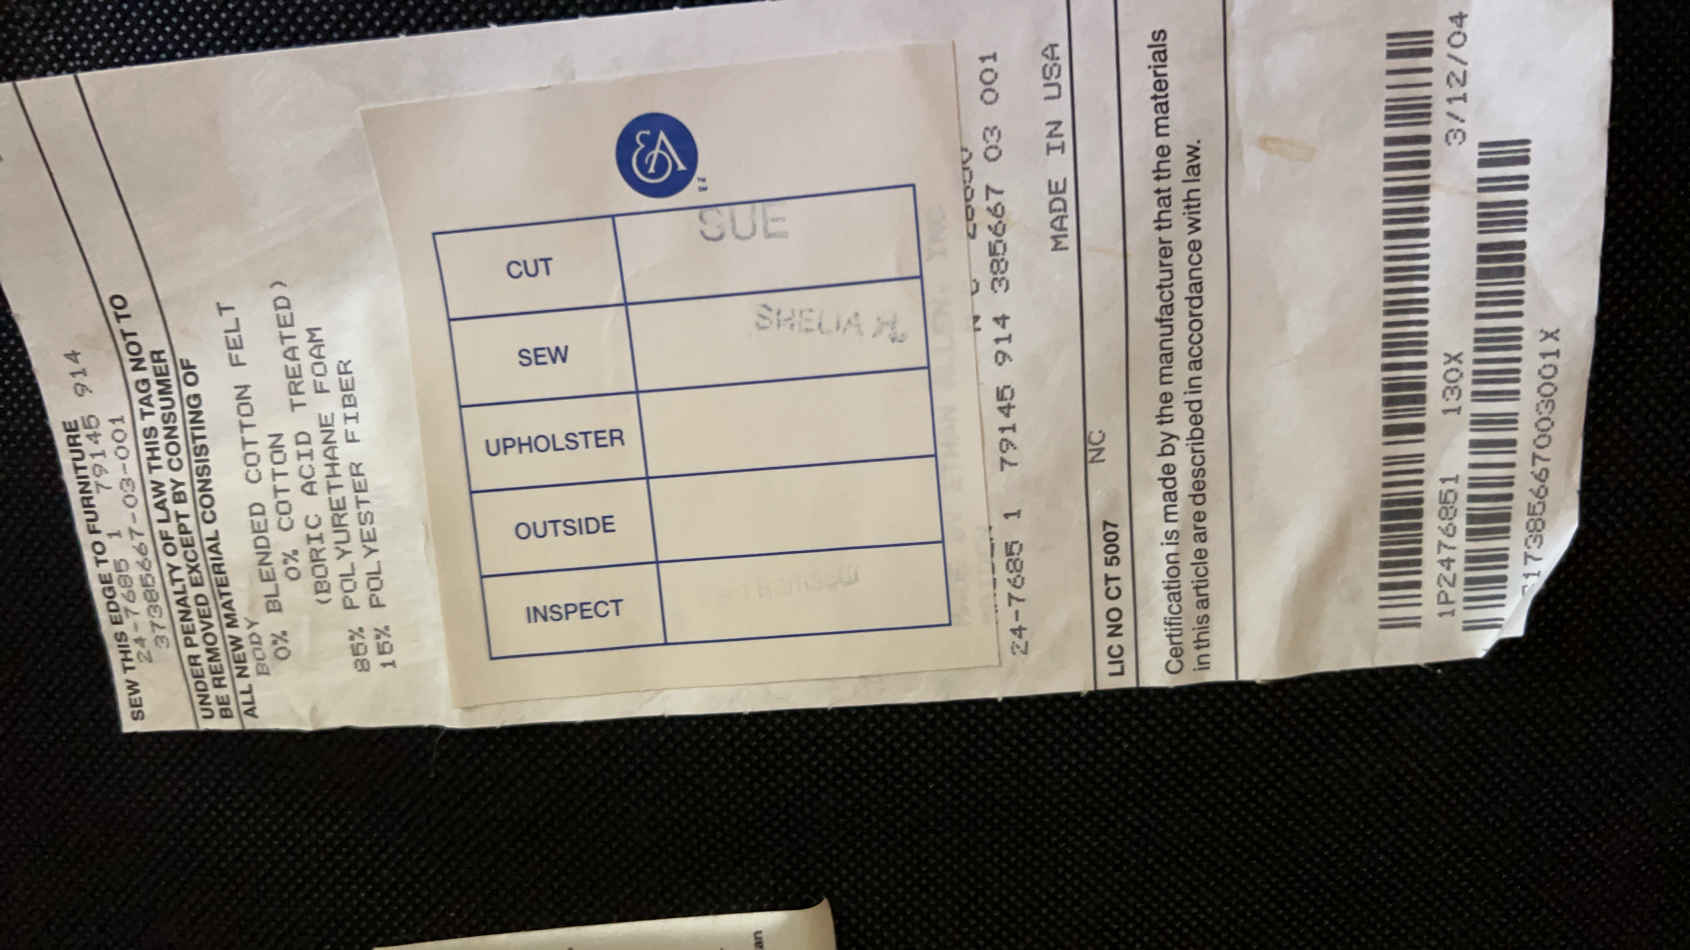 SEW THIS EDGE TO FURNITURE
24-7685 1 79145 914
37385667-03-001
UNDER PENALTY OF LAW THIS TAG NOT TO
BE REMOVED EXCEPT BY CONSUMER
ALL NEW MATERIAL CONSISTING OF
BODY
0% BLENDED COTTON FELT
0% COTTON
(BORIC ACID TREATED)
85% POLYURETHANE FOAM
15% POLYESTER FIBER
EA
CUT SUE
SEW SHELIA H
UPHOLSTER
OUTSIDE
INSPECT
24-7685 1 79145 914 385667 03 001
MADE IN USA
LIC NO CT 5007 NC
Certification is made by the manufacturer that the materials
in this article are described in accordance with law.
1P2476851 130X 3/12/04
17385667003001X
an